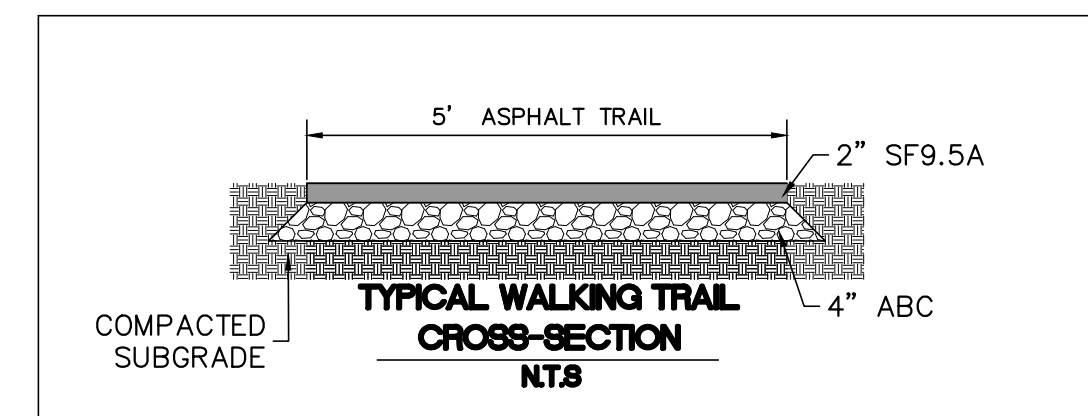 5' ASPHALT TRAIL
2" SF9.5A
4" ABC
COMPACTED
SUBGRADE
TYPICAL WALKING TRAIL
CROSS-SECTION
N.T.S